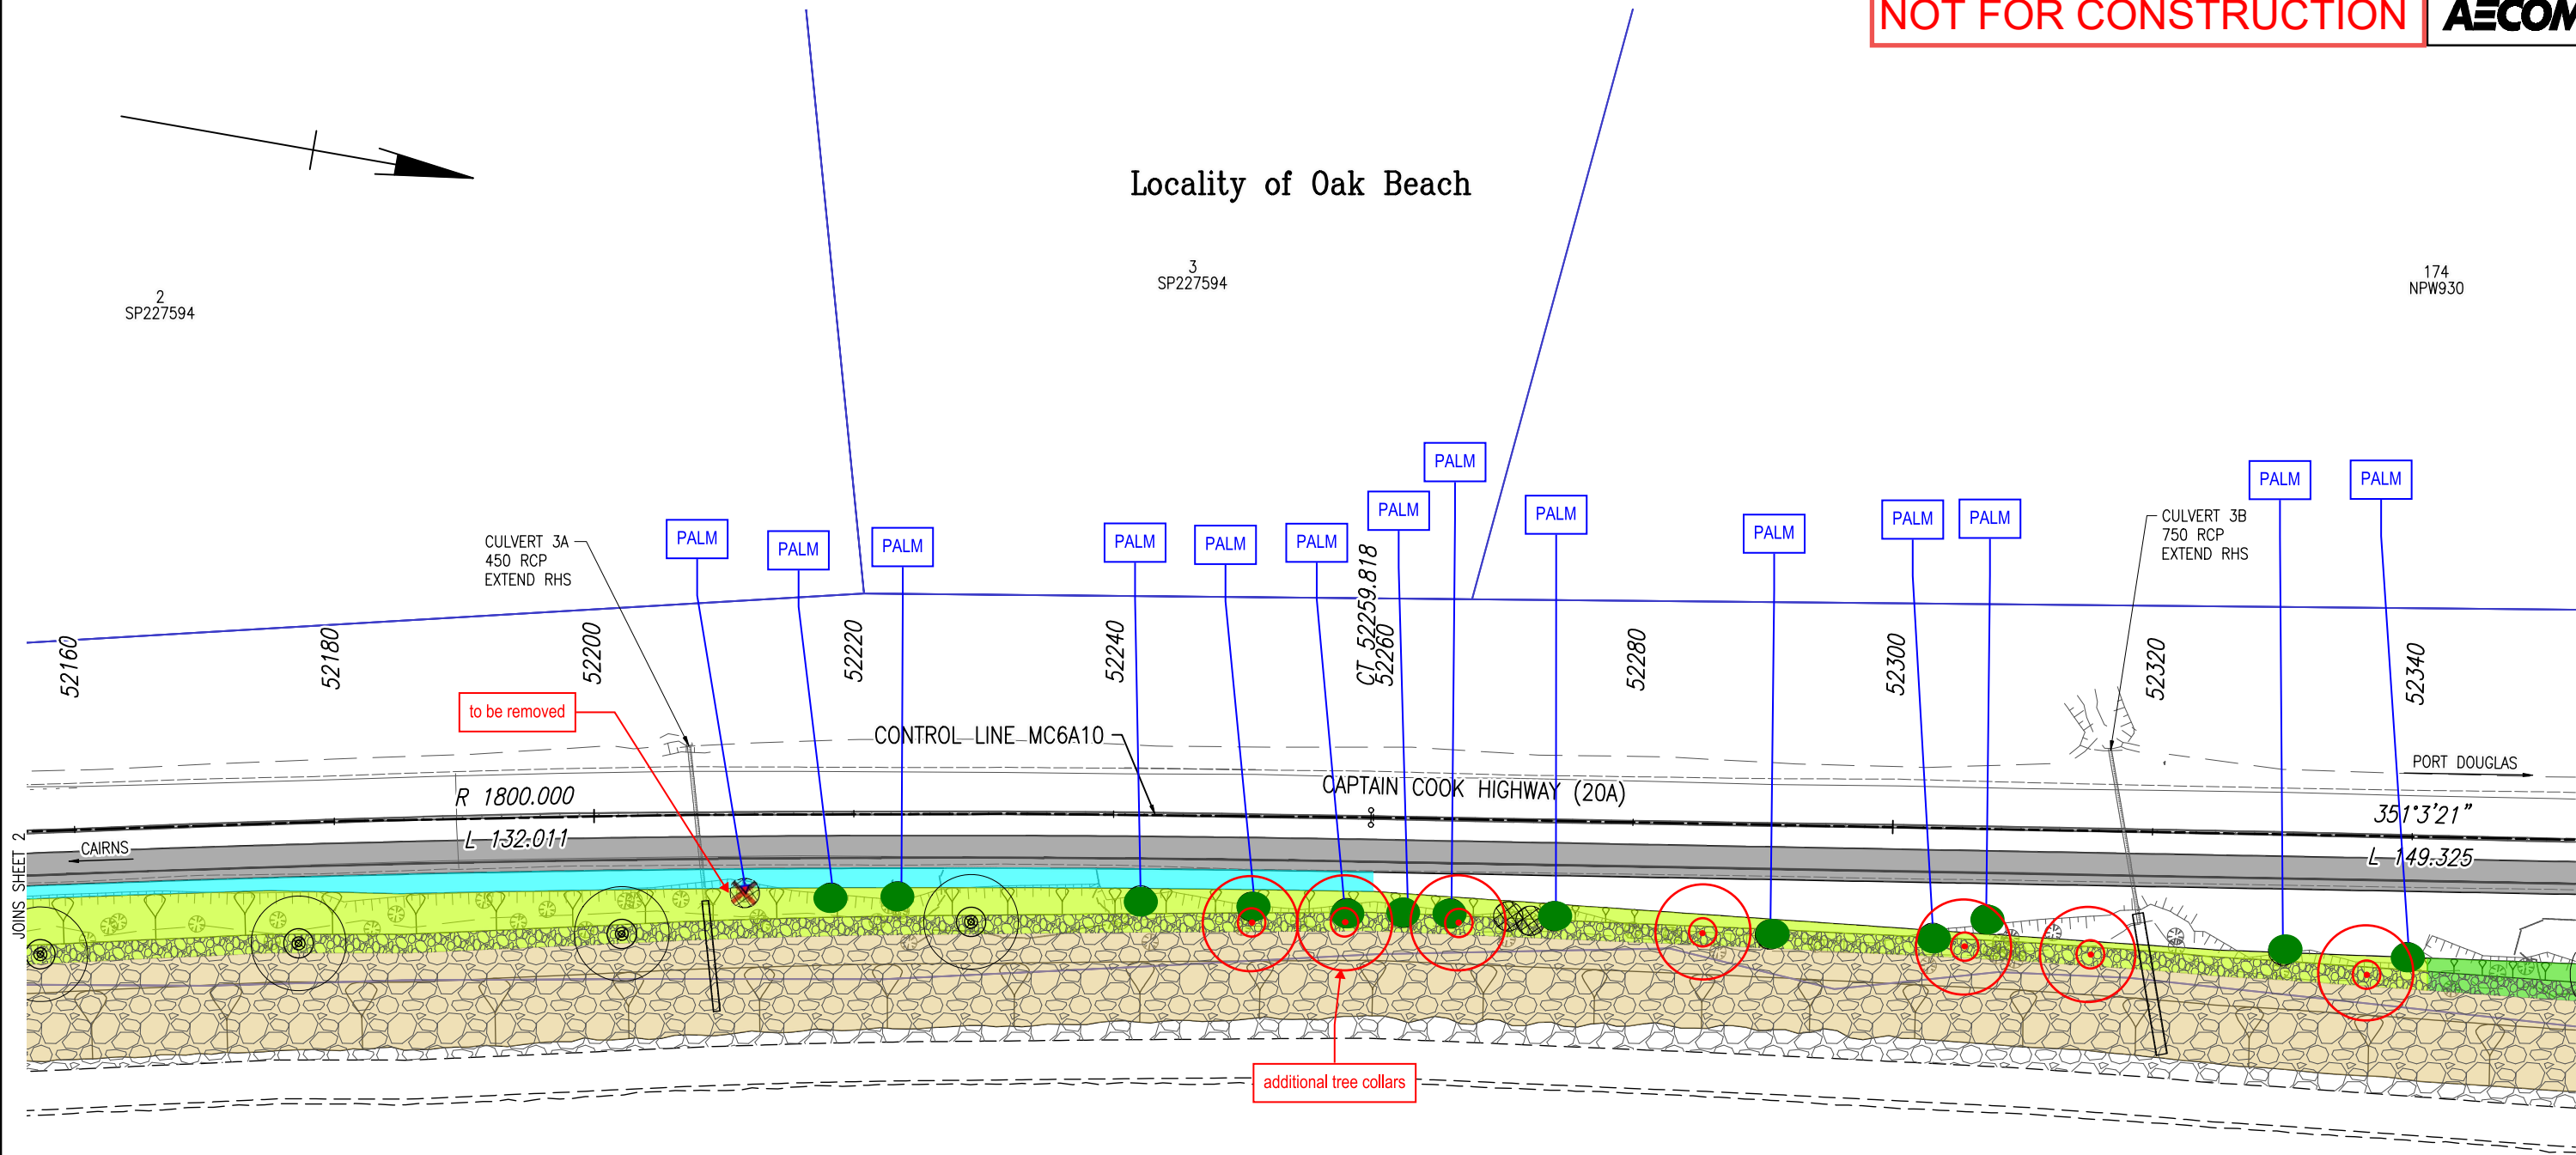 NOT FOR CONSTRUCTION
AECOM
Locality of Oak Beach
3
SP227594
174
NPW930
2
SP227594
PALM
PALM
PALM
PALM
PALM
PALM
PALM
PALM
PALM
PALM
PALM
PALM
PALM
PALM
CULVERT 3A
450 RCP
EXTEND RHS
CULVERT 3B
750 RCP
EXTEND RHS
52160
52180
52200
52220
52240
CT 52259.818
52260
52280
52300
52320
52340
to be removed
CONTROL LINE MC6A10
CAPTAIN COOK HIGHWAY (20A)
PORT DOUGLAS
R 1800.000
L 132.011
351°3'21"
L 149.325
CAIRNS
JOINS SHEET 2
additional tree collars